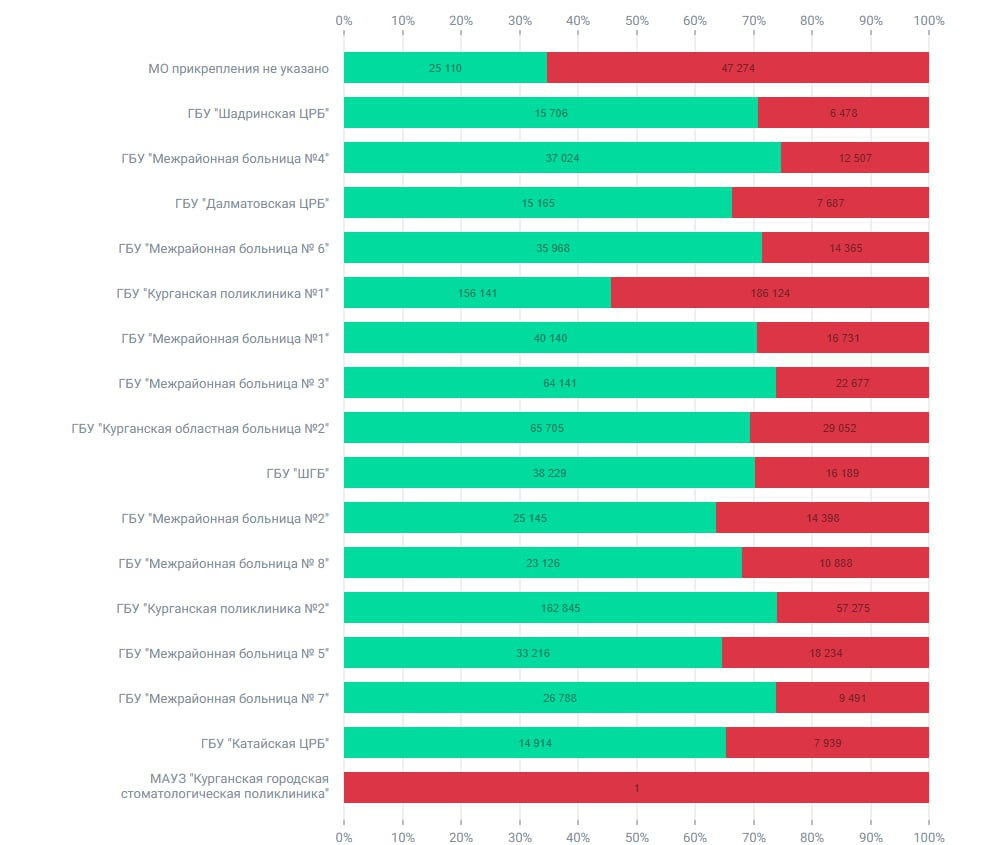 0% 10% 20% 30% 40% 50% 60% 70% 80% 90% 100%
МО прикрепления не указано 25 110 47 274
ГБУ "Шадринская ЦРБ" 15 706 6 478
ГБУ "Межрайонная больница №4" 37 024 12 507
ГБУ "Далматовская ЦРБ" 15 165 7 687
ГБУ "Межрайонная больница № 6" 35 968 14 365
ГБУ "Курганская поликлиника №1" 156 141 186 124
ГБУ "Межрайонная больница №1" 40 140 16 731
ГБУ "Межрайонная больница № 3" 64 141 22 677
ГБУ "Курганская областная больница №2" 65 705 29 052
ГБУ "ШГБ" 38 229 16 189
ГБУ "Межрайонная больница №2" 25 145 14 398
ГБУ "Межрайонная больница № 8" 23 126 10 888
ГБУ "Курганская поликлиника №2" 162 845 57 275
ГБУ "Межрайонная больница № 5" 33 216 18 234
ГБУ "Межрайонная больница № 7" 26 788 9 491
ГБУ "Катайская ЦРБ" 14 914 7 939
МАУЗ "Курганская городская
стоматологическая поликлиника" 1
0% 10% 20% 30% 40% 50% 60% 70% 80% 90% 100%